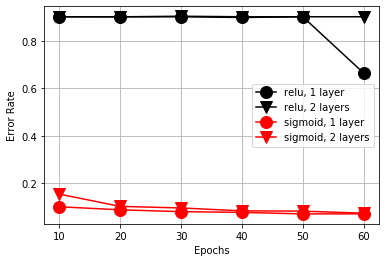 0.8
0.6
0.4
0.2
Error Rate
relu, 1 layer
relu, 2 layers
sigmoid, 1 layer
sigmoid, 2 layers
10 20 30 40 50 60
Epochs